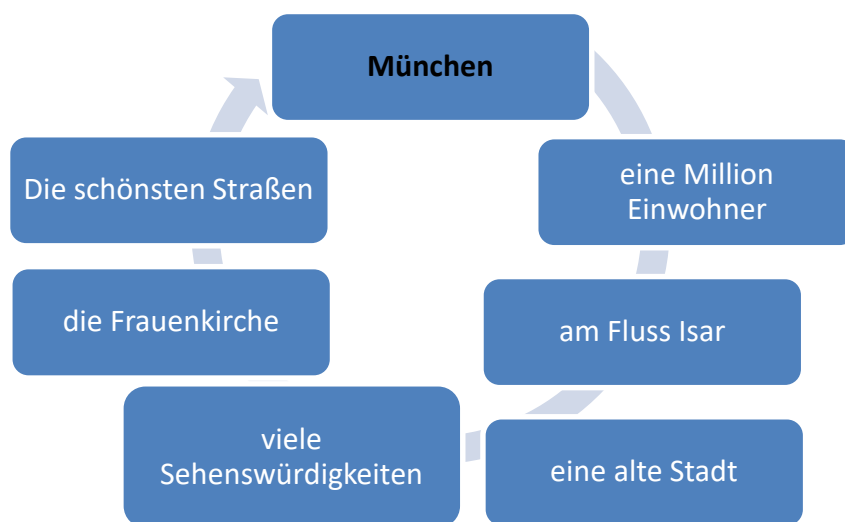 München
eine Million
Einwohner
am Fluss Isar
eine alte Stadt
viele
Sehenswürdigkeiten
die Frauenkirche
Die schönsten Straßen